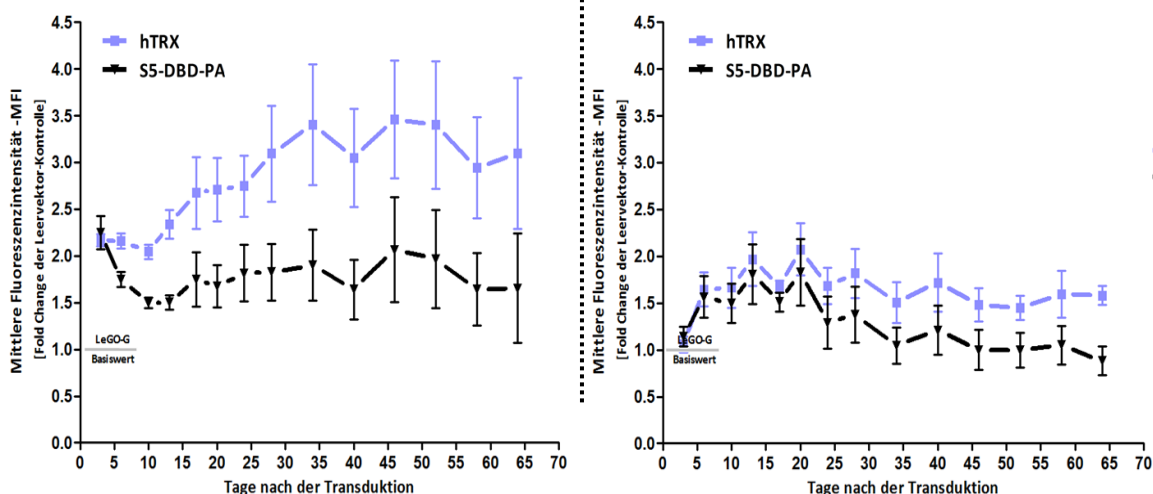 Mittlere Fluoreszenzintensität -MFI
[Fold Change der Leervektor-Kontrolle]
4.5
4.0
3.5
3.0
2.5
2.0
1.5
1.0
0.5
0.0
hTRX
S5-DBD-PA
LeGO-G
Basiswert
0 5 10 15 20 25 30 35 40 45 50 55 60 65 70
Tage nach der Transduktion
Mittlere Fluoreszenzintensität -MFI
[Fold Change der Leervektor-Kontrolle]
4.5
4.0
3.5
3.0
2.5
2.0
1.5
1.0
0.5
0.0
hTRX
S5-DBD-PA
LeGO-G
Basiswert
0 5 10 15 20 25 30 35 40 45 50 55 60 65 70
Tage nach der Transduktion